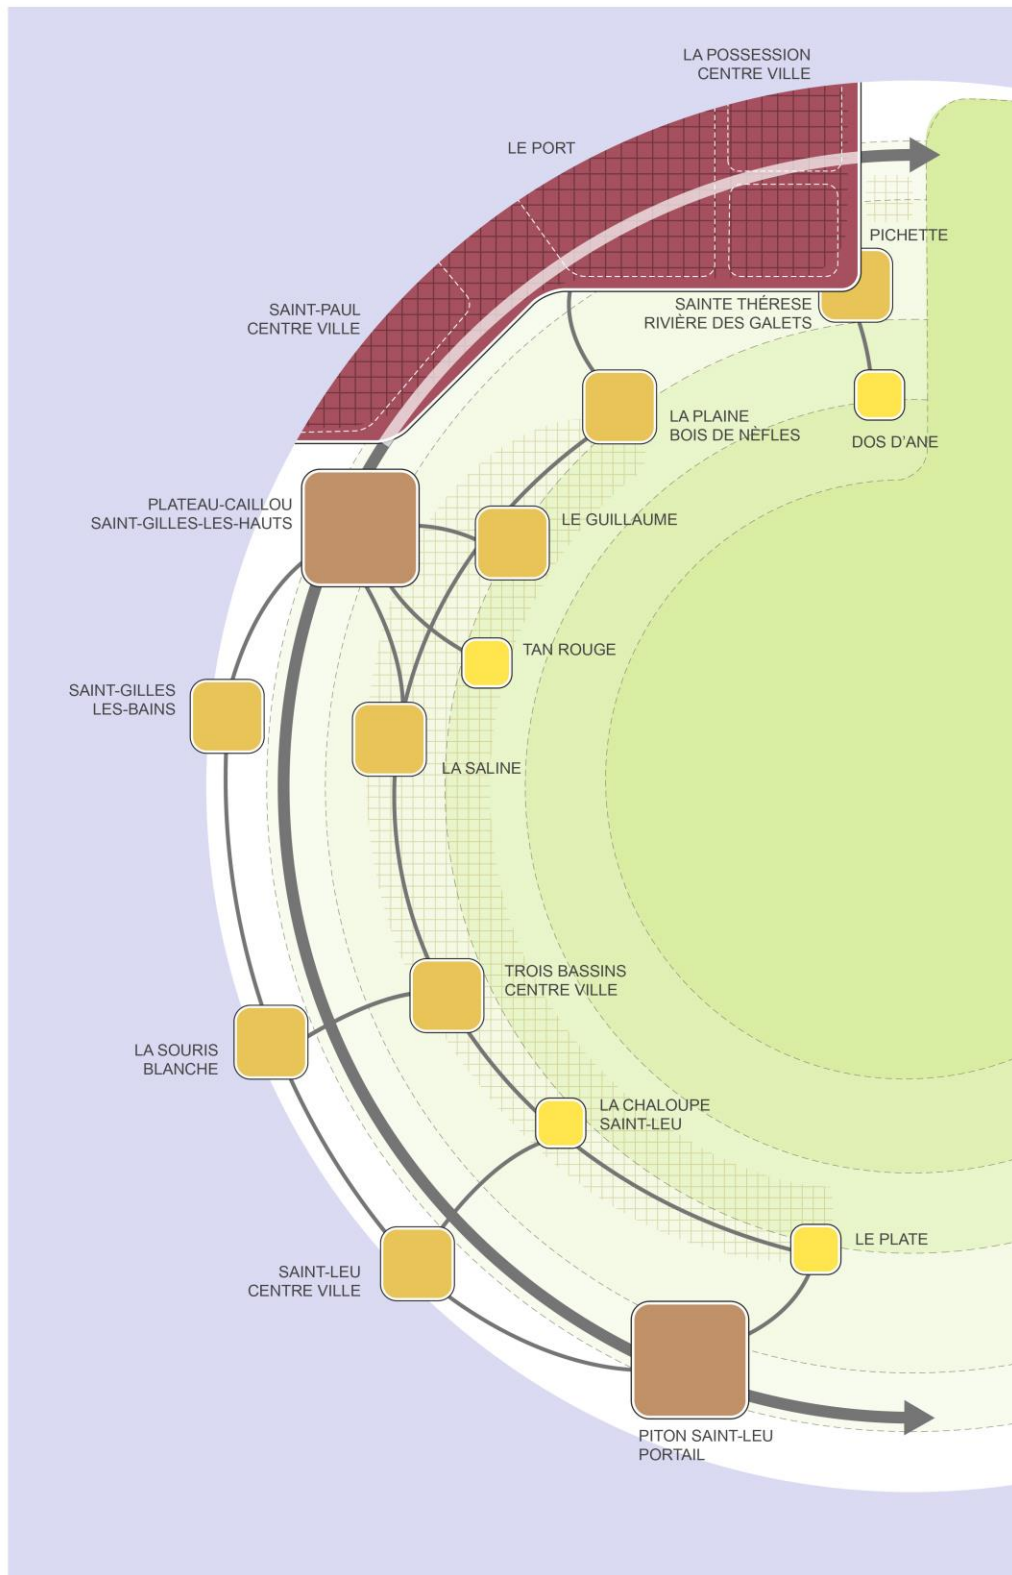 LA POSSESSION
CENTRE VILLE
LE PORT
PICHETTE
SAINT-PAUL
CENTRE VILLE
SAINTE THÉRESE
RIVIÈRE DES GALETS
LA PLAINE
BOIS DE NÈFLES
DOS D'ANE
PLATEAU-CAILLOU
SAINT-GILLES-LES-HAUTS
LE GUILLAUME
TAN ROUGE
SAINT-GILLES
LES-BAINS
LA SALINE
TROIS BASSINS
CENTRE VILLE
LA SOURIS
BLANCHE
LA CHALOUPE
SAINT-LEU
LE PLATE
SAINT-LEU
CENTRE VILLE
PITON SAINT-LEU
PORTAIL